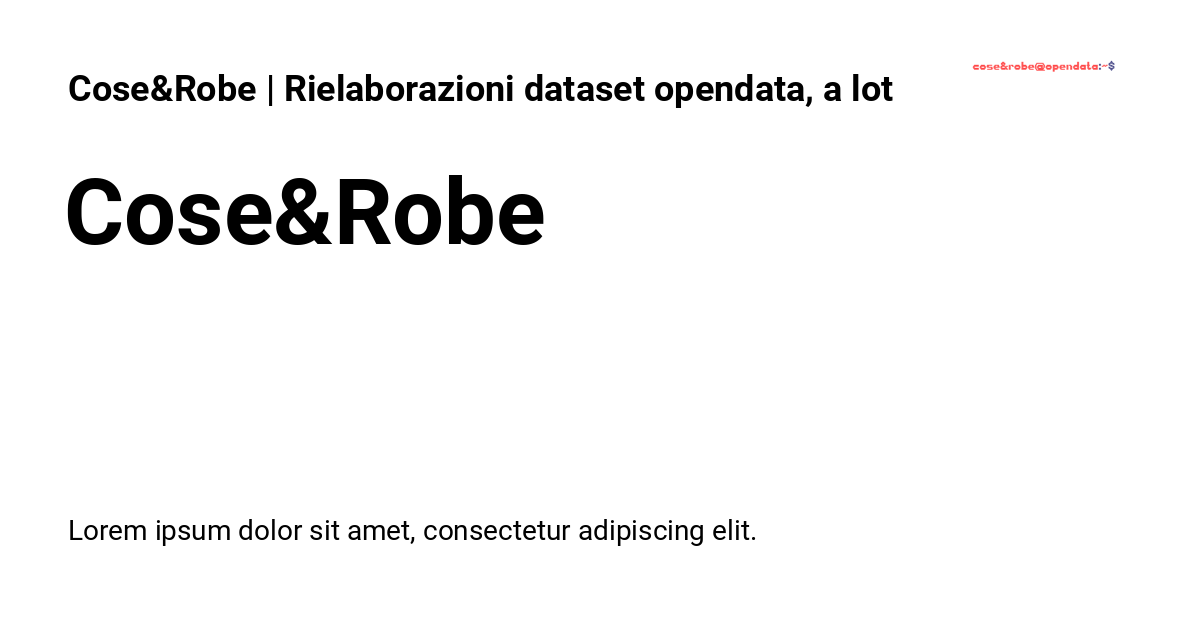 Cose&Robe | Rielaborazioni dataset opendata, a lot
cose&robe@opendata:~$
Cose&Robe
Lorem ipsum dolor sit amet, consectetur adipiscing elit.